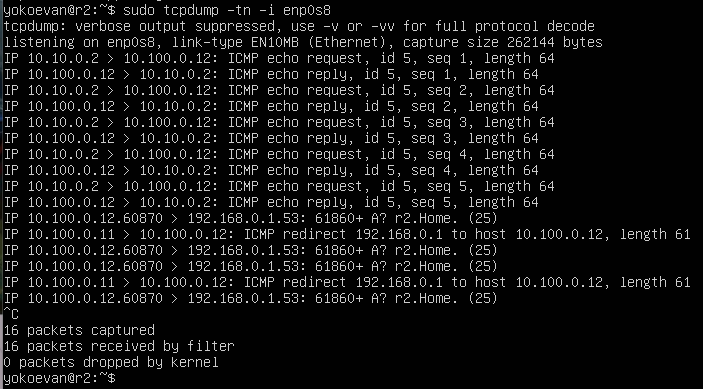 yokoevan@r2:~$ sudo tcpdump -tn -i enp0s8
tcpdump: verbose output suppressed, use -v or -vv for full protocol decode
listening on enp0s8, link-type EN10MB (Ethernet), capture size 262144 bytes
IP 10.10.0.2 > 10.100.0.12: ICMP echo request, id 5, seq 1, length 64
IP 10.100.0.12 > 10.10.0.2: ICMP echo reply, id 5, seq 1, length 64
IP 10.10.0.2 > 10.100.0.12: ICMP echo request, id 5, seq 2, length 64
IP 10.100.0.12 > 10.10.0.2: ICMP echo reply, id 5, seq 2, length 64
IP 10.10.0.2 > 10.100.0.12: ICMP echo request, id 5, seq 3, length 64
IP 10.100.0.12 > 10.10.0.2: ICMP echo reply, id 5, seq 3, length 64
IP 10.10.0.2 > 10.100.0.12: ICMP echo request, id 5, seq 4, length 64
IP 10.100.0.12 > 10.10.0.2: ICMP echo reply, id 5, seq 4, length 64
IP 10.10.0.2 > 10.100.0.12: ICMP echo request, id 5, seq 5, length 64
IP 10.100.0.12 > 10.10.0.2: ICMP echo reply, id 5, seq 5, length 64
IP 10.100.0.12.60870 > 192.168.0.1.53: 61860+ A? r2.Home. (25)
IP 10.100.0.11 > 10.100.0.12: ICMP redirect 192.168.0.1 to host 10.100.0.12, length 61
IP 10.100.0.12.60870 > 192.168.0.1.53: 61860+ A? r2.Home. (25)
IP 10.100.0.12.60870 > 192.168.0.1.53: 61860+ A? r2.Home. (25)
IP 10.100.0.11 > 10.100.0.12: ICMP redirect 192.168.0.1 to host 10.100.0.12, length 61
IP 10.100.0.12.60870 > 192.168.0.1.53: 61860+ A? r2.Home. (25)
^C
16 packets captured
16 packets received by filter
0 packets dropped by kernel
yokoevan@r2:~$